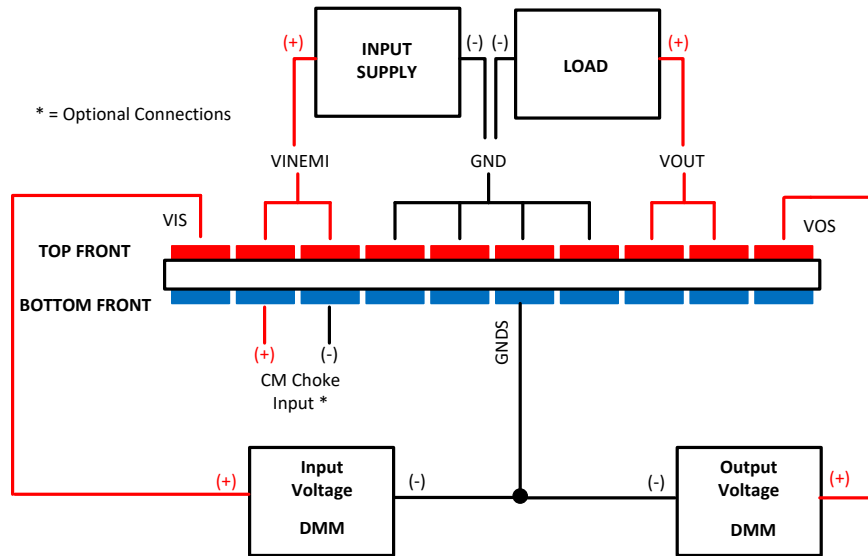 (+)
INPUT
SUPPLY
(-)
(-)
LOAD
(+)
* = Optional Connections
VINEMI
GND
VOUT
VIS
VOS
TOP FRONT
BOTTOM FRONT
GNDS
(+)
(-)
CM Choke
Input *
(+)
Input
Voltage
DMM
(-)
(-)
Output
Voltage
DMM
(+)